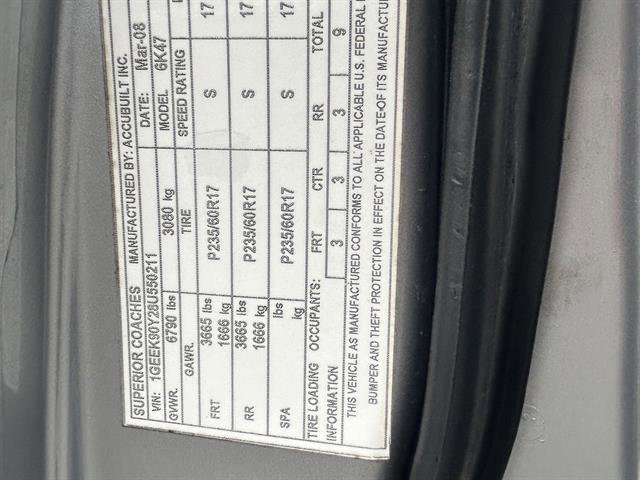 SUPERIOR COACHES MANUFACTURED BY: ACCUBUILT INC.
VIN: 1GEEK90Y28U550211 DATE: Mar-08
GVWR. 6790 lbs 3080 kg MODEL 6K47
GAWR. TIRE SPEED RATING
FRT 3665 lbs 1666 kg P235/60R17 S 17
RR 3665 lbs 1666 kg P235/60R17 S 17
SPA lbs kg P235/60R17 S 17
TIRE LOADING OCCUPANTS: FRT CTR RR TOTAL
INFORMATION 3 3 3 9
THIS VEHICLE AS MANUFACTURED CONFORMS TO ALL APPLICABLE U.S. FEDERAL
BUMPER AND THEFT PROTECTION IN EFFECT ON THE DATE OF ITS MANUFACTU